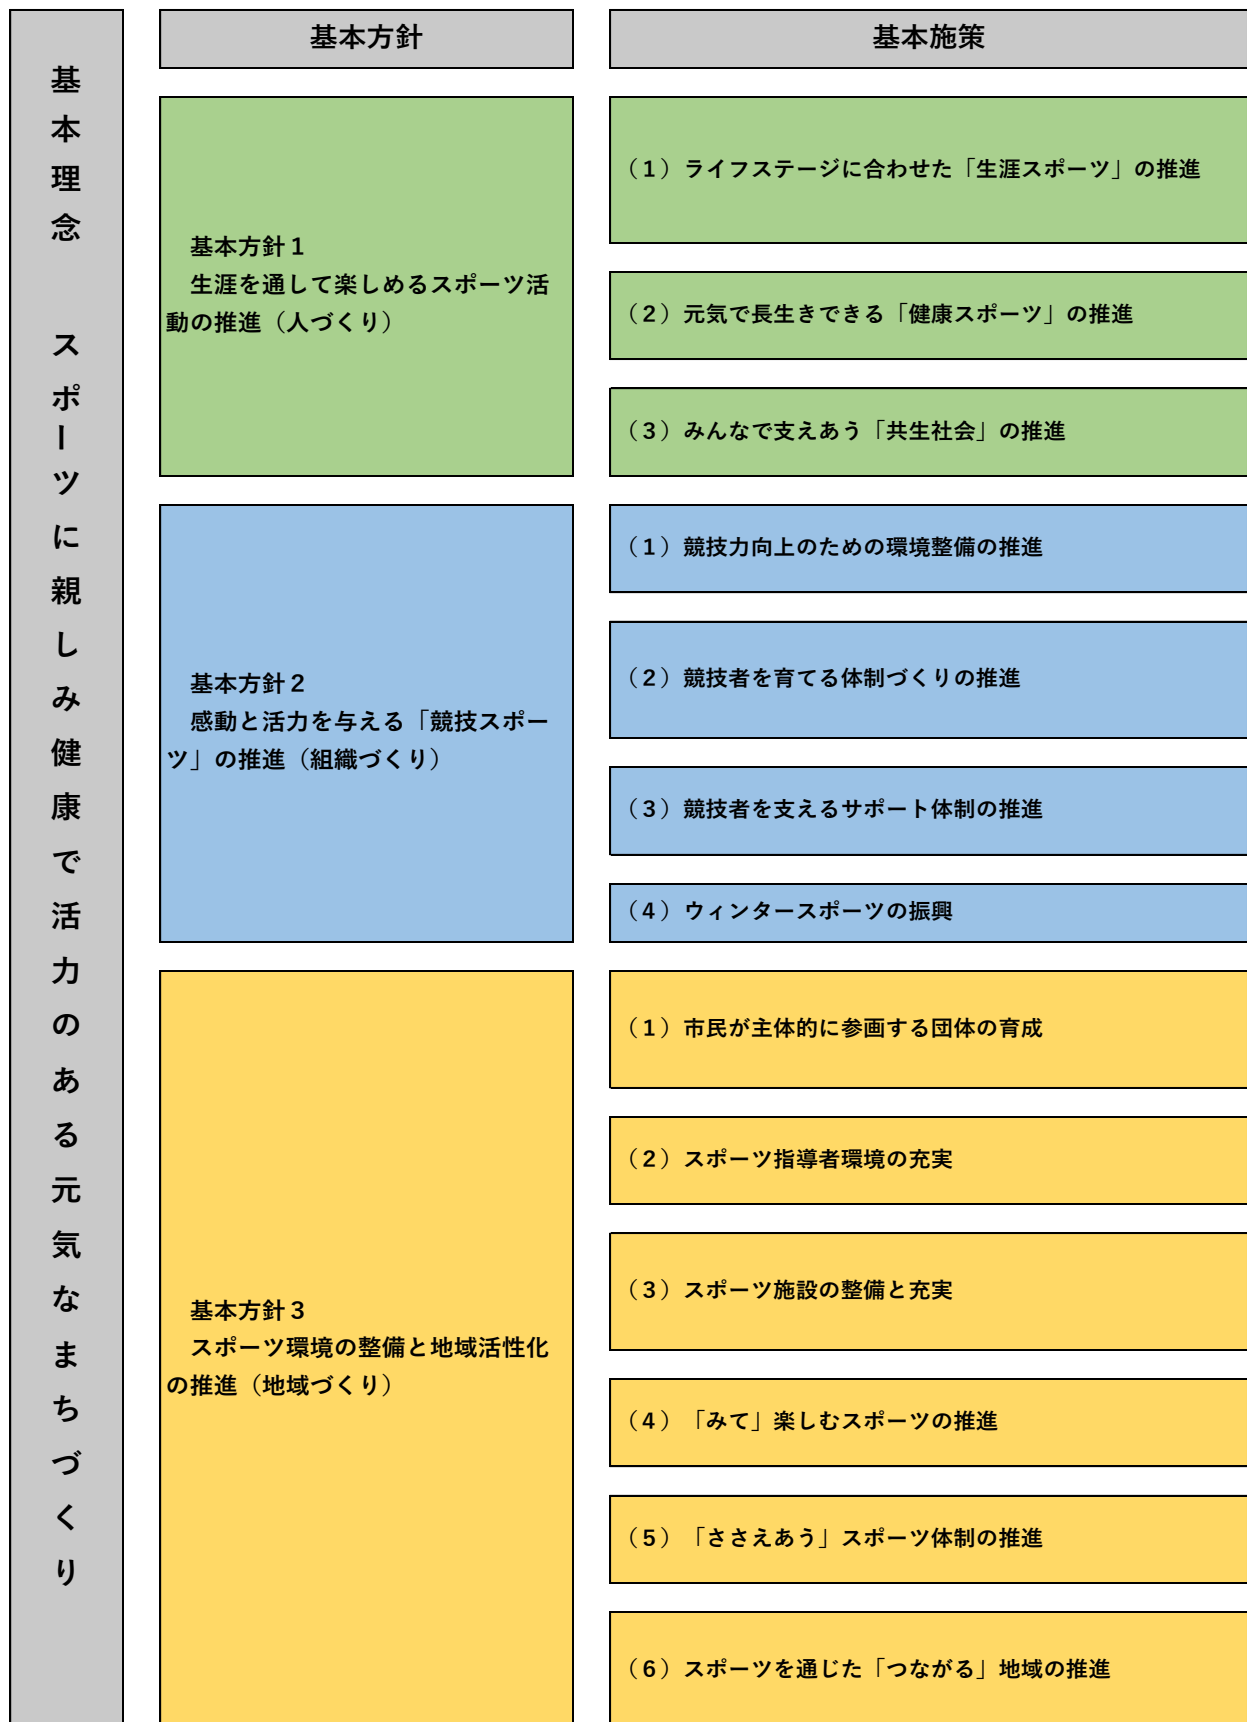 基本理念　スポーツに親しみ健康で活力のある元気なまちづくり
基本方針
基本施策
基本方針１
生涯を通して楽しめるスポーツ活
動の推進（人づくり）
（１）ライフステージに合わせた「生涯スポーツ」の推進
（２）元気で長生きできる「健康スポーツ」の推進
（３）みんなで支えあう「共生社会」の推進
基本方針２
感動と活力を与える「競技スポー
ツ」の推進（組織づくり）
（１）競技力向上のための環境整備の推進
（２）競技者を育てる体制づくりの推進
（３）競技者を支えるサポート体制の推進
（４）ウィンタースポーツの振興
基本方針３
スポーツ環境の整備と地域活性化
の推進（地域づくり）
（１）市民が主体的に参画する団体の育成
（２）スポーツ指導者環境の充実
（３）スポーツ施設の整備と充実
（４）「みて」楽しむスポーツの推進
（５）「ささえあう」スポーツ体制の推進
（６）スポーツを通じた「つながる」地域の推進